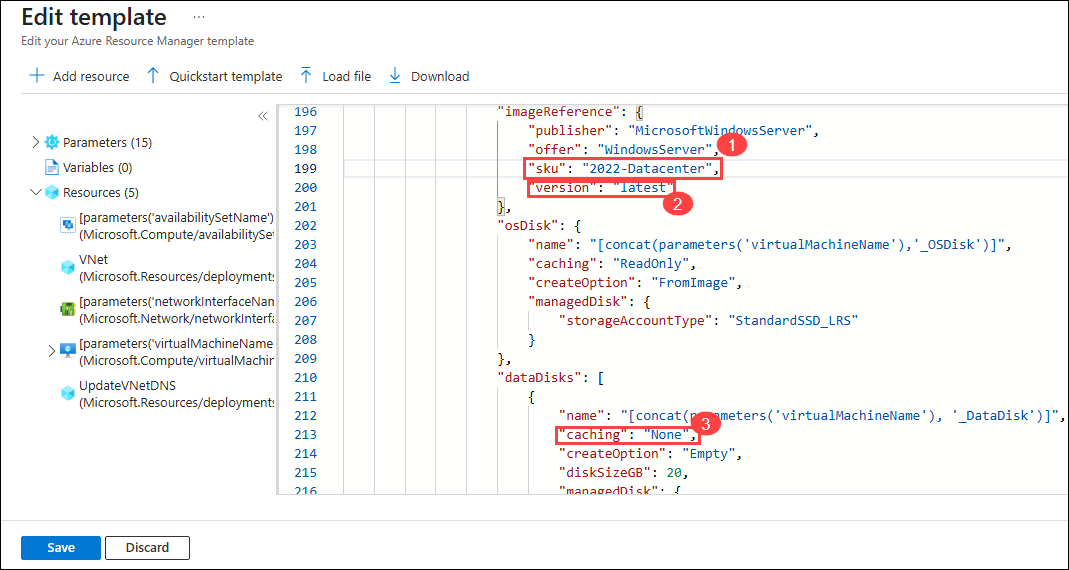 Edit template ...
Edit your Azure Resource Manager template
Add resource Quickstart template Load file Download
«
Parameters (15)
Variables (0)
Resources (5)
[parameters('availabilitySetName')
(Microsoft.Compute/availabilitySet
VNet
(Microsoft.Resources/deployments
[parameters('networkInterfaceNam
(Microsoft.Network/networkInterfa
[parameters('virtualMachineName
(Microsoft.Compute/virtualMachin
UpdateVNetDNS
(Microsoft.Resources/deployments
196 "imageReference": {
197 "publisher": "MicrosoftWindowsServer",
198 "offer": "WindowsServer", 1
199 "sku": "2022-Datacenter",
200 "version": "latest" 2
201 },
202 "osDisk": {
203 "name": "[concat(parameters('virtualMachineName'),'_OSDisk')]",
204 "caching": "ReadOnly",
205 "createOption": "FromImage",
206 "managedDisk": {
207 "storageAccountType": "StandardSSD_LRS"
208 }
209 },
210 "dataDisks": [
211 {
212 "name": "[concat(parameters('virtualMachineName'), '_DataDisk')]",
213 "caching": "None", 3
214 "createOption": "Empty",
215 "diskSizeGB": 20,
216 "managedDisk": {
Save Discard